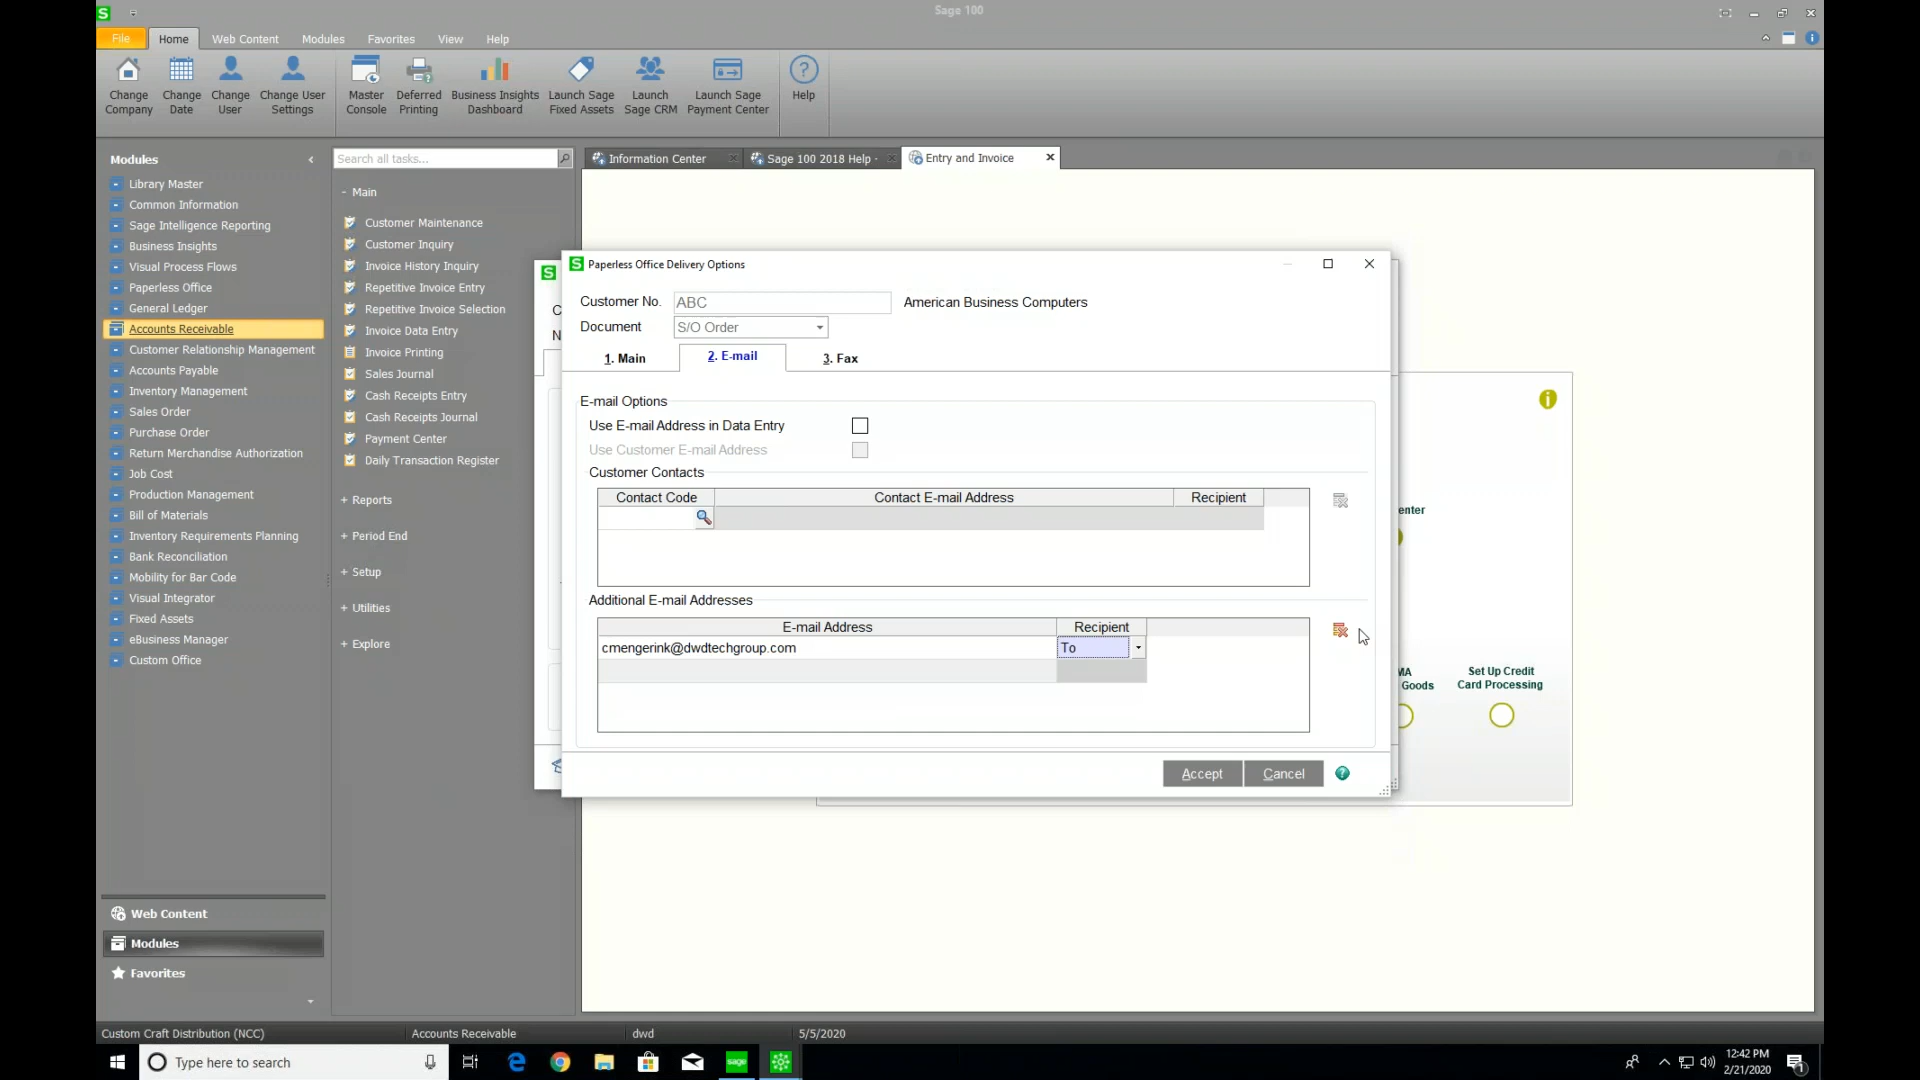 S
Sage 100
File
Home
Web Content
Modules
Favorites
View
Help
Change Company
Change Date
Change User
Change User Settings
Master Console
Deferred Printing
Business Insights Dashboard
Launch Sage Fixed Assets
Launch Sage CRM
Launch Sage Payment Center
Help
Modules
Library Master
Common Information
Sage Intelligence Reporting
Business Insights
Visual Process Flows
Paperless Office
General Ledger
Accounts Receivable
Customer Relationship Management
Accounts Payable
Inventory Management
Sales Order
Purchase Order
Return Merchandise Authorization
Job Cost
Production Management
Bill of Materials
Inventory Requirements Planning
Bank Reconciliation
Mobility for Bar Code
Visual Integrator
Fixed Assets
eBusiness Manager
Custom Office
Web Content
Modules
Favorites
Search all tasks...
- Main
Customer Maintenance
Customer Inquiry
Invoice History Inquiry
Repetitive Invoice Entry
Repetitive Invoice Selection
Invoice Data Entry
Invoice Printing
Sales Journal
Cash Receipts Entry
Cash Receipts Journal
Payment Center
Daily Transaction Register
+ Reports
+ Period End
+ Setup
+ Utilities
+ Explore
Information Center
Sage 100 2018 Help -
Entry and Invoice
S
C
N
S Paperless Office Delivery Options
Customer No. ABC American Business Computers
Document S/O Order
1. Main
2. E-mail
3. Fax
E-mail Options
Use E-mail Address in Data Entry
Use Customer E-mail Address
Customer Contacts
Contact Code Contact E-mail Address Recipient
Additional E-mail Addresses
E-mail Address Recipient
cmengerink@dwdtechgroup.com To
Accept
Cancel
enter
MA
Goods
Set Up Credit
Card Processing
Custom Craft Distribution (NCC)
Accounts Receivable
dwd
5/5/2020
Type here to search
sage
12:42 PM
2/21/2020
1